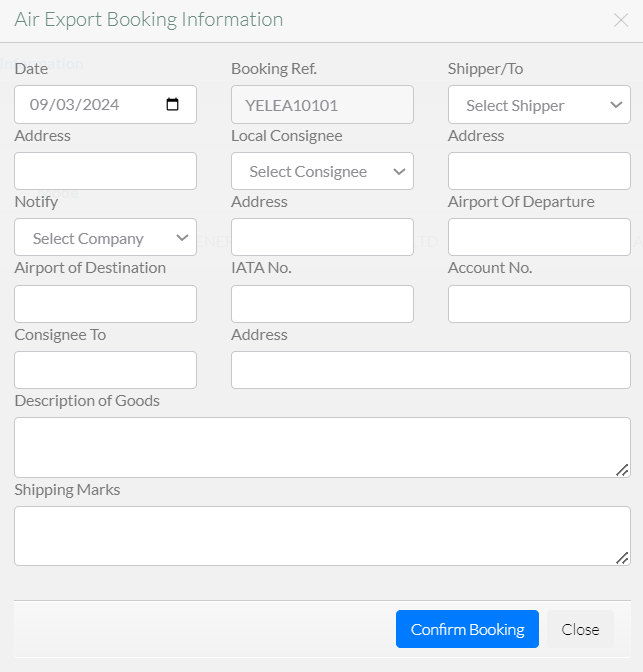 Air Export Booking Information
Date Booking Ref. Shipper/To
09/03/2024 YELEA10101 Select Shipper
Address Local Consignee Address
Select Consignee
Notify Address Airport Of Departure
Select Company
Airport of Destination IATA No. Account No.
Consignee To Address
Description of Goods
Shipping Marks
Confirm Booking Close